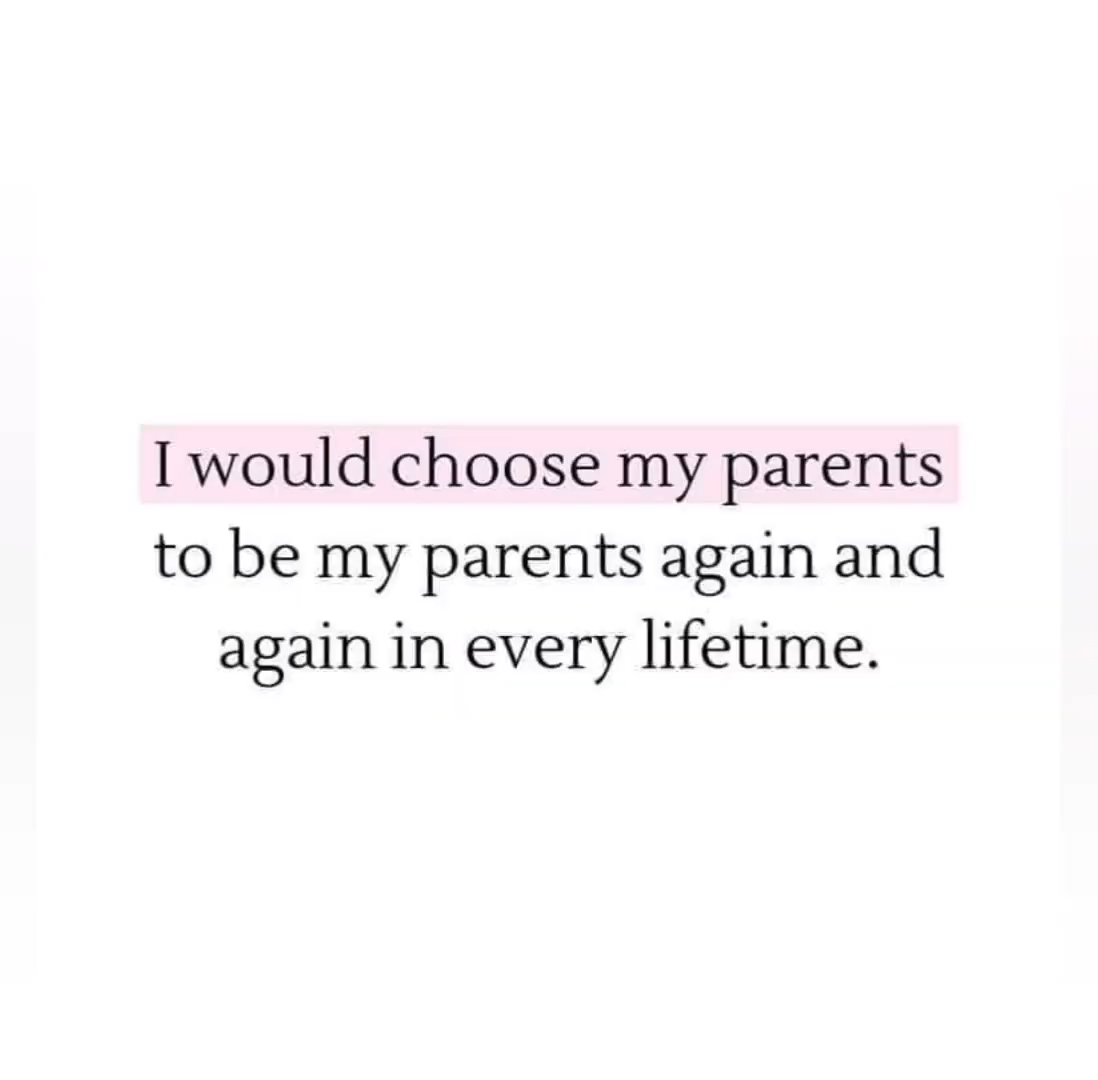 I would choose my parents
to be my parents again and
again in every lifetime.